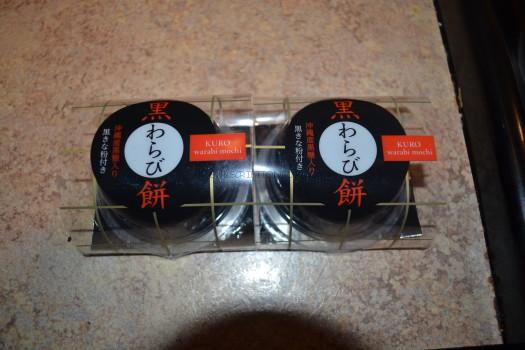 黒
わらび
餅
沖縄産黒糖入り
黒きな粉付き
KURO
warabi mochi
黒
わらび
餅
沖縄産黒糖入り
黒きな粉付き
KURO
warabi mochi